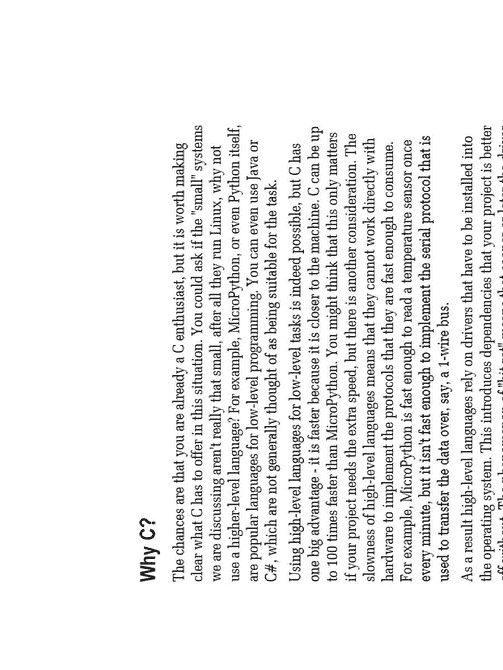 Why C?
The chances are that you are already a C enthusiast, but it is worth making
clear what C has to offer in this situation. You could ask if the "small" systems
we are discussing aren't really that small, after all they run Linux, why not
use a higher-level language? For example, MicroPython, or even Python itself,
are popular languages for low-level programming. You can even use Java or
C#, which are not generally thought of as being suitable for the task.
Using high-level languages for low-level tasks is indeed possible, but C has
one big advantage - it is faster because it is closer to the machine. C can be up
to 100 times faster than MicroPython. You might think that this only matters
if your project needs the extra speed, but there is another consideration. The
slowness of high-level languages means that they cannot work directly with
hardware to implement the protocols that they are fast enough to consume.
For example, MicroPython is fast enough to read a temperature sensor once
every minute, but it isn't fast enough to implement the serial protocol that is
used to transfer the data over, say, a 1-wire bus.
As a result high-level languages rely on drivers that have to be installed into
the operating system. This introduces dependencies that your project is better